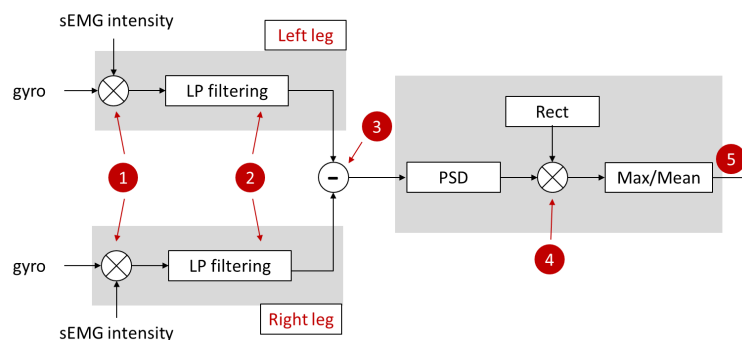 sEMG intensity
Left leg
gyro
LP filtering
1
2
3
-
Rect
PSD
Max/Mean
5
4
gyro
LP filtering
sEMG intensity
Right leg